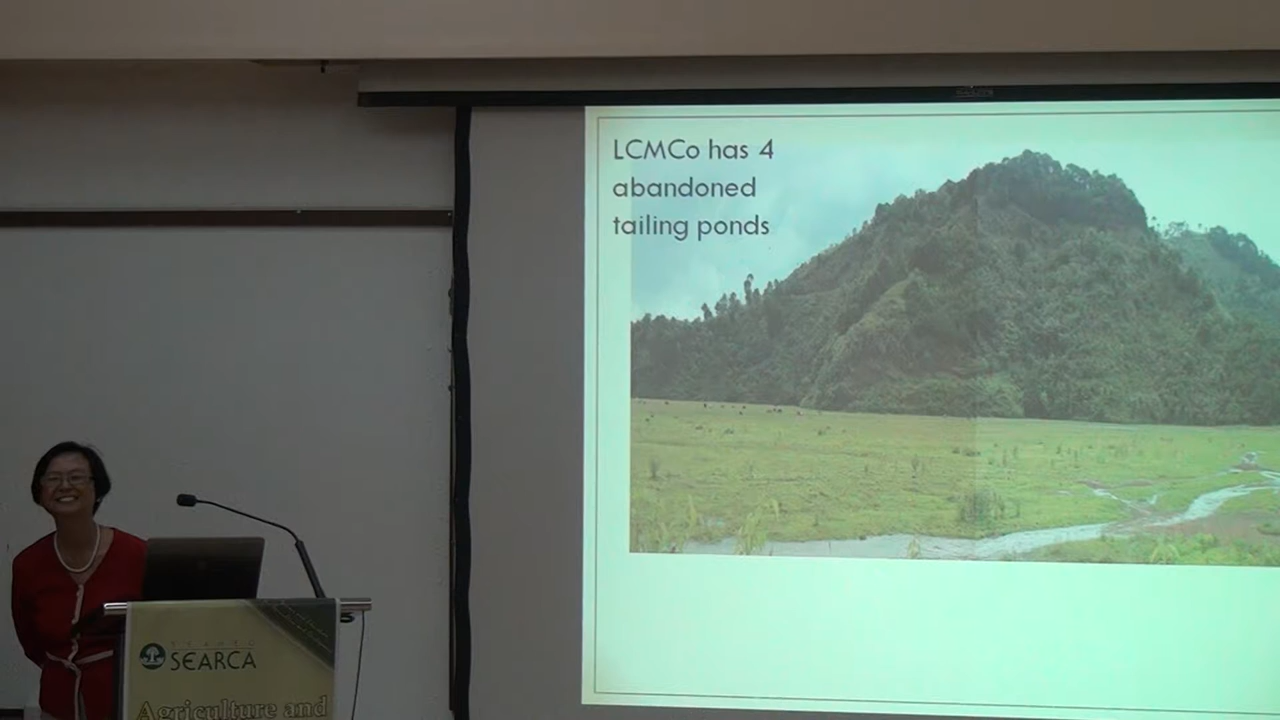 LCMCo has 4
abandoned
tailing ponds
SEARCA
Agriculture and